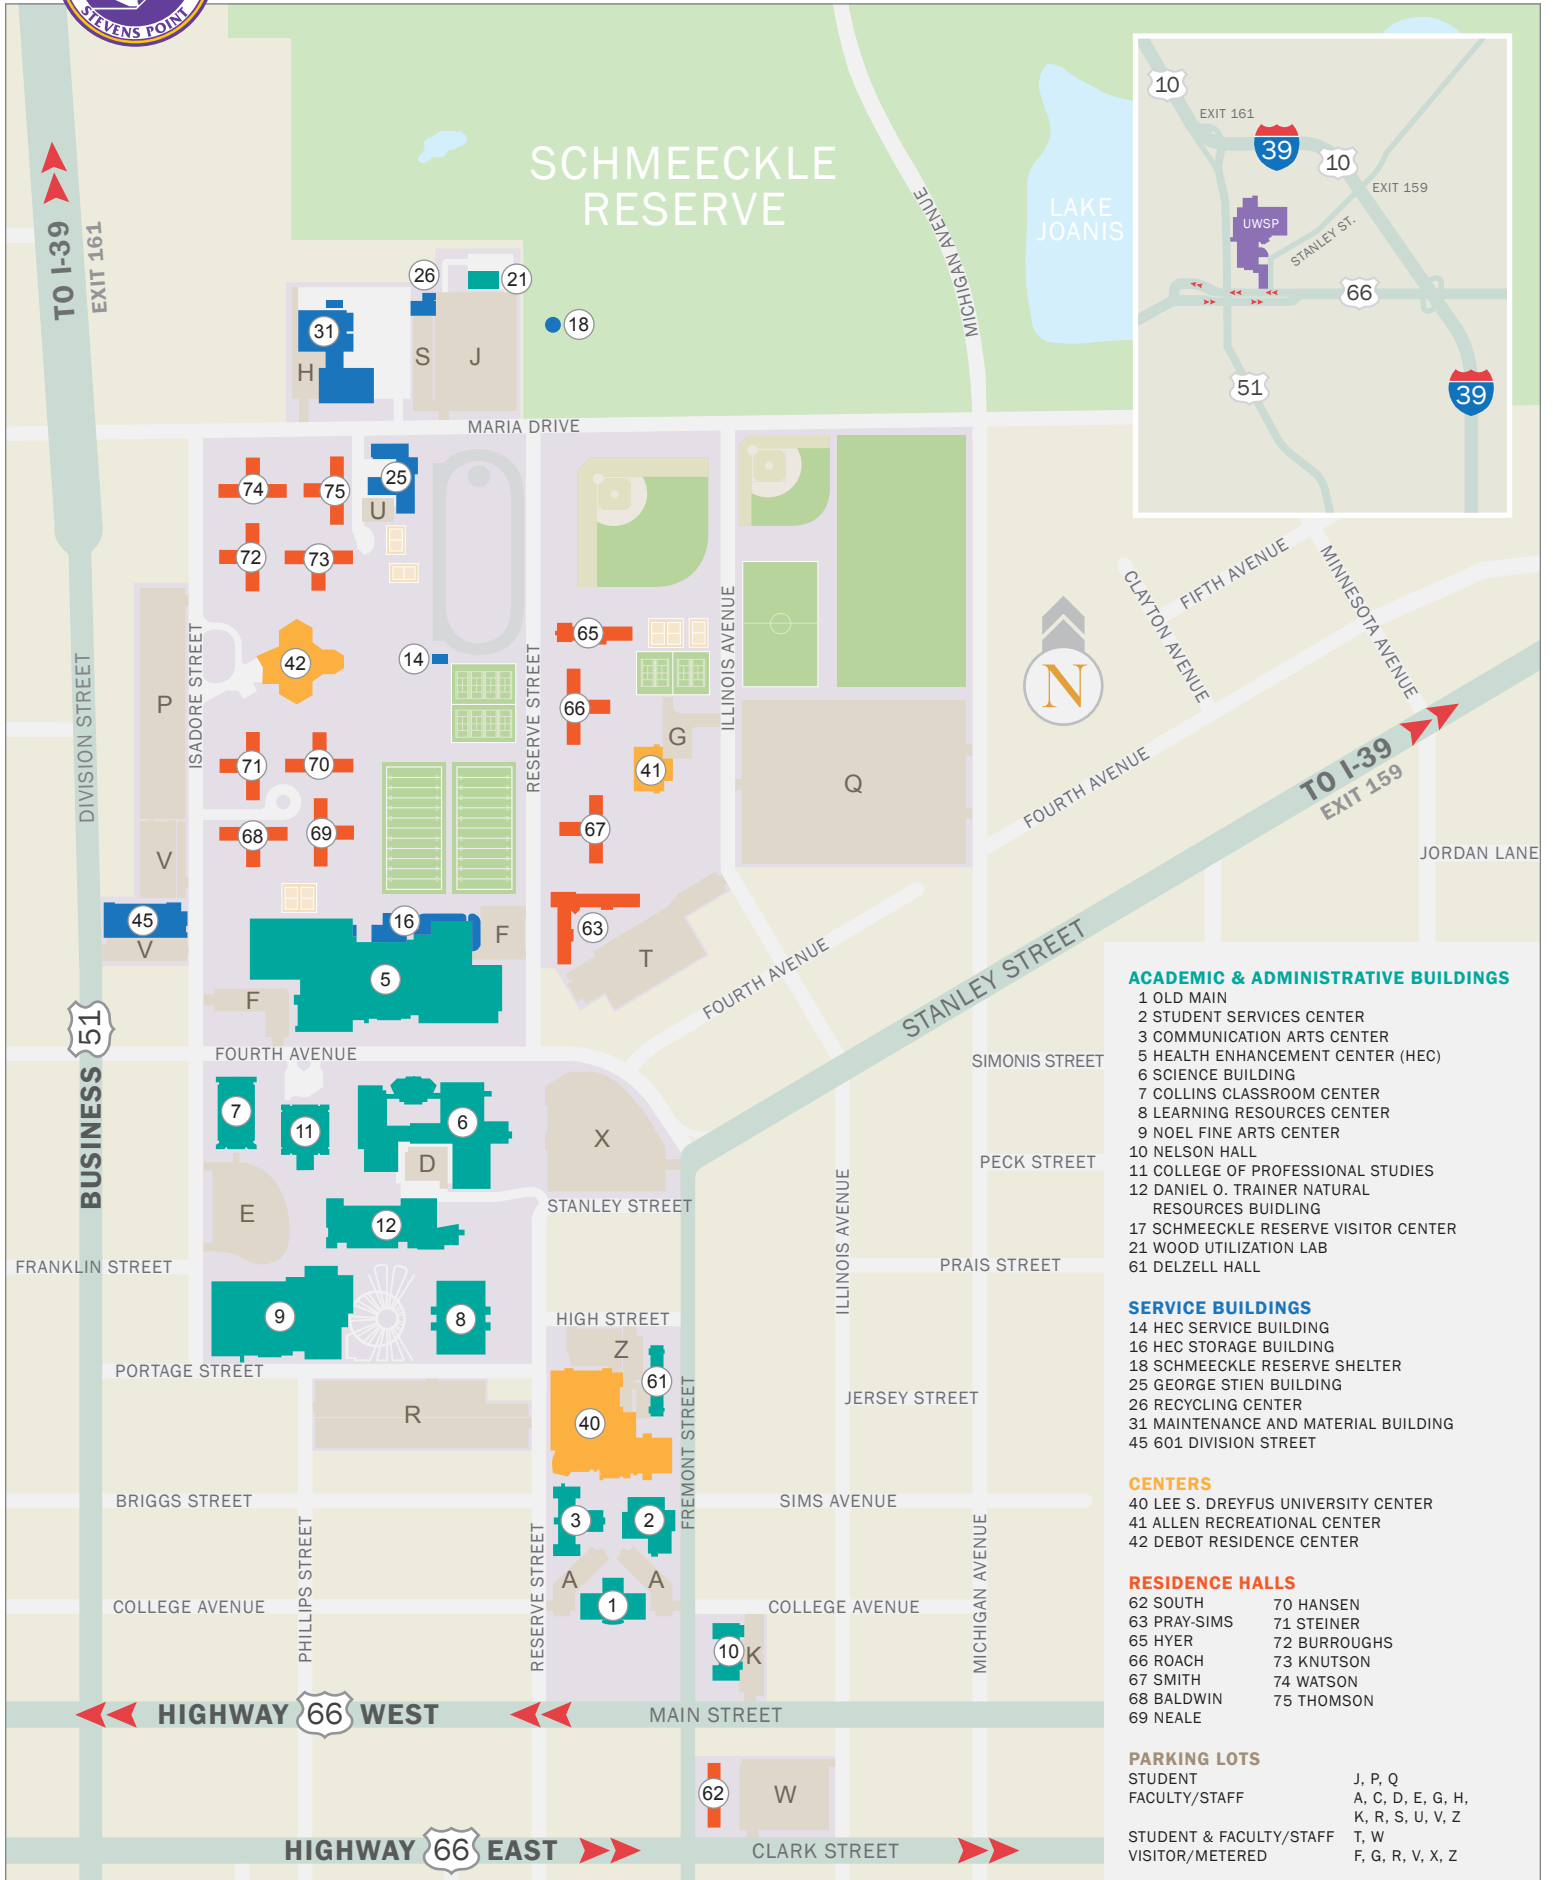 STEVENS POINT
SCHMEECKLE
RESERVE
LAKE
JOANIS
MICHIGAN AVENUE
TO I-39
EXIT 161
10
EXIT 161
39
10
EXIT 159
UWSP
STANLEY ST.
66
51
39
26
21
18
31
H
S
J
MARIA DRIVE
74
75
25
U
72
73
65
42
14
66
G
41
71
70
P
Q
68
69
67
V
45
V
16
F
63
T
5
F
ISADORE STREET
DIVISION STREET
RESERVE STREET
ILLINOIS AVENUE
N
CLAYTON AVENUE
FIFTH AVENUE
MINNESOTA AVENUE
FOURTH AVENUE
TO I-39
EXIT 159
JORDAN LANE
STANLEY STREET
FOURTH AVENUE
BUSINESS 51
FOURTH AVENUE
SIMONIS STREET
7
11
6
D
X
PECK STREET
E
12
STANLEY STREET
ILLINOIS AVENUE
FRANKLIN STREET
PRAIS STREET
9
8
HIGH STREET
Z
61
PORTAGE STREET
R
40
JERSEY STREET
FREMONT STREET
BRIGGS STREET
SIMS AVENUE
3
2
PHILLIPS STREET
RESERVE STREET
MICHIGAN AVENUE
A
A
1
COLLEGE AVENUE
COLLEGE AVENUE
10
K
HIGHWAY 66 WEST
MAIN STREET
62
W
HIGHWAY 66 EAST
CLARK STREET
ACADEMIC & ADMINISTRATIVE BUILDINGS
1 OLD MAIN
2 STUDENT SERVICES CENTER
3 COMMUNICATION ARTS CENTER
5 HEALTH ENHANCEMENT CENTER (HEC)
6 SCIENCE BUILDING
7 COLLINS CLASSROOM CENTER
8 LEARNING RESOURCES CENTER
9 NOEL FINE ARTS CENTER
10 NELSON HALL
11 COLLEGE OF PROFESSIONAL STUDIES
12 DANIEL O. TRAINER NATURAL
RESOURCES BUIDLING
17 SCHMEECKLE RESERVE VISITOR CENTER
21 WOOD UTILIZATION LAB
61 DELZELL HALL
SERVICE BUILDINGS
14 HEC SERVICE BUILDING
16 HEC STORAGE BUILDING
18 SCHMEECKLE RESERVE SHELTER
25 GEORGE STIEN BUILDING
26 RECYCLING CENTER
31 MAINTENANCE AND MATERIAL BUILDING
45 601 DIVISION STREET
CENTERS
40 LEE S. DREYFUS UNIVERSITY CENTER
41 ALLEN RECREATIONAL CENTER
42 DEBOT RESIDENCE CENTER
RESIDENCE HALLS
62 SOUTH
63 PRAY-SIMS
65 HYER
66 ROACH
67 SMITH
68 BALDWIN
69 NEALE
70 HANSEN
71 STEINER
72 BURROUGHS
73 KNUTSON
74 WATSON
75 THOMSON
PARKING LOTS
STUDENT J, P, Q
FACULTY/STAFF A, C, D, E, G, H,
K, R, S, U, V, Z
STUDENT & FACULTY/STAFF T, W
VISITOR/METERED F, G, R, V, X, Z